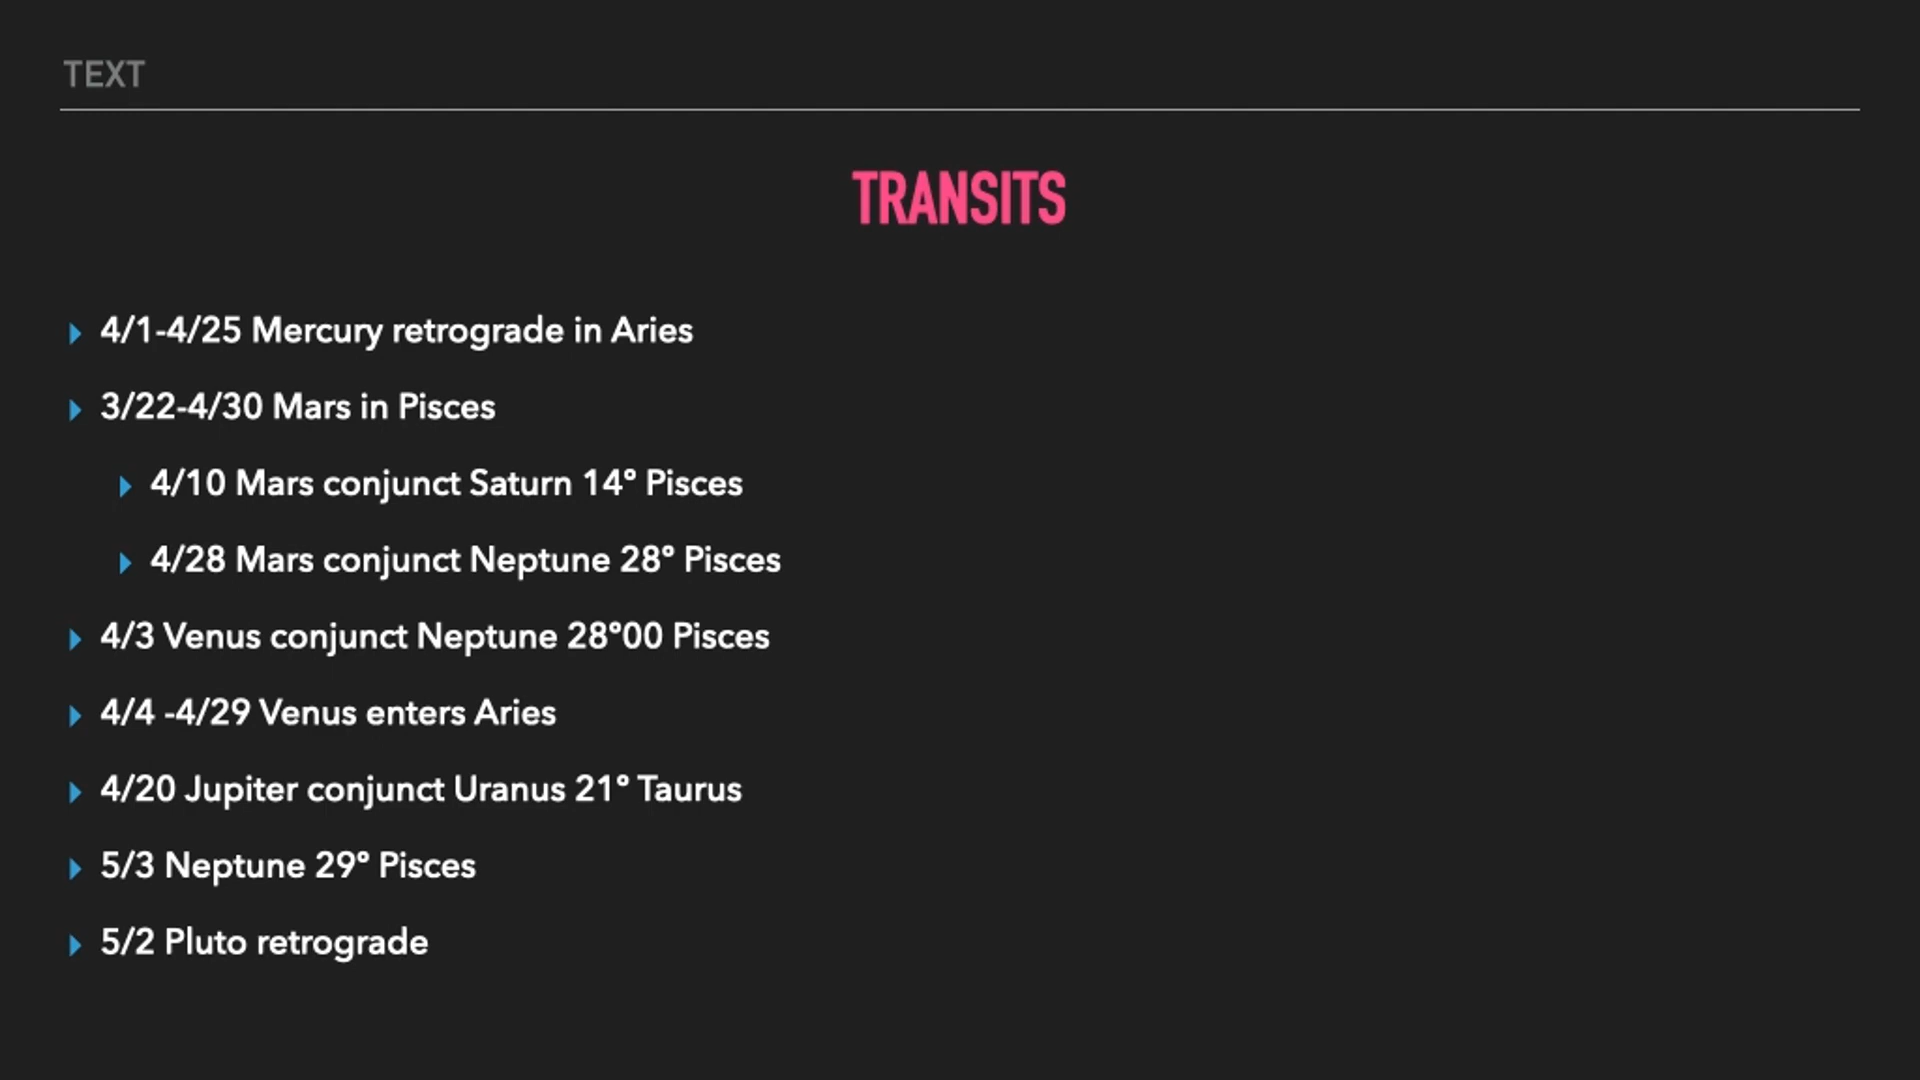 TEXT
TRANSITS
4/1-4/25 Mercury retrograde in Aries
3/22-4/30 Mars in Pisces
4/10 Mars conjunct Saturn 14° Pisces
4/28 Mars conjunct Neptune 28° Pisces
4/3 Venus conjunct Neptune 28°00 Pisces
4/4 -4/29 Venus enters Aries
4/20 Jupiter conjunct Uranus 21° Taurus
5/3 Neptune 29° Pisces
5/2 Pluto retrograde